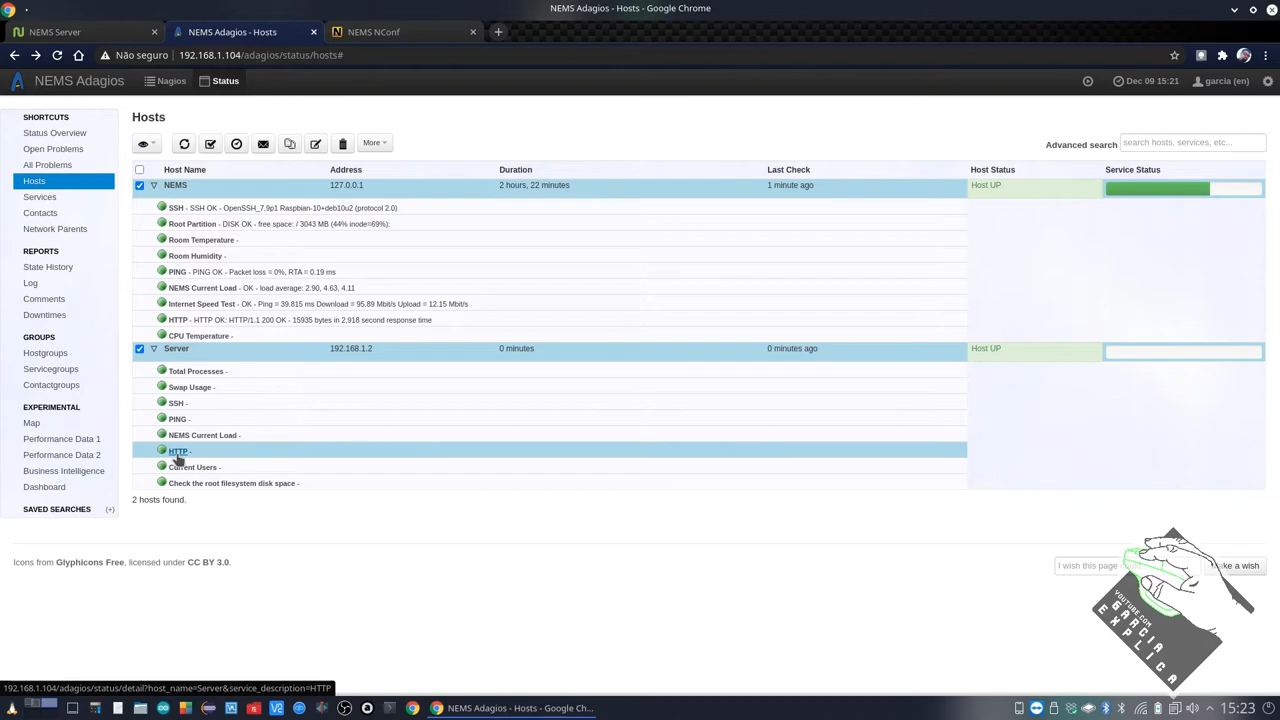 NEMS Adagios - Hosts - Google Chrome
NEMS Server
NEMS Adagios - Hosts
NEMS NConf
Não seguro 192.168.1.104/adagios/status/hosts#
NEMS Adagios Nagios Status Dec 09 15:21 garcia (en)
SHORTCUTS
Status Overview
Open Problems
All Problems
Hosts
Services
Contacts
Network Parents
REPORTS
State History
Log
Comments
Downtimes
GROUPS
Hostgroups
Servicegroups
Contactgroups
EXPERIMENTAL
Map
Performance Data 1
Performance Data 2
Business Intelligence
Dashboard
SAVED SEARCHES (+)
Hosts
More
Advanced search search hosts, services, etc...
Host Name Address Duration Last Check Host Status Service Status
NEMS 127.0.0.1 2 hours, 22 minutes 1 minute ago Host UP
SSH - SSH OK - OpenSSH_7.9p1 Raspbian-10+deb10u2 (protocol 2.0)
Root Partition - DISK OK - free space: / 3043 MB (44% inode=69%):
Room Temperature -
Room Humidity -
PING - PING OK - Packet loss = 0%, RTA = 0.19 ms
NEMS Current Load - OK - load average: 2.90, 4.63, 4.11
Internet Speed Test - OK - Ping = 39.815 ms Download = 95.89 Mbit/s Upload = 12.15 Mbit/s
HTTP - HTTP OK: HTTP/1.1 200 OK - 15935 bytes in 2,918 second response time
CPU Temperature -
Server 192.168.1.2 0 minutes 0 minutes ago Host UP
Total Processes -
Swap Usage -
SSH -
PING -
NEMS Current Load -
HTTP -
Current Users -
Check the root filesystem disk space -
2 hosts found.
Icons from Glyphicons Free, licensed under CC BY 3.0.
I wish this page
ke a wish
YOUTUBE.COM
GARCIA
EXPLICA
192.168.1.104/adagios/status/detail?host_name=Server&service_description=HTTP
NEMS Adagios - Hosts - Google Ch...
15:23